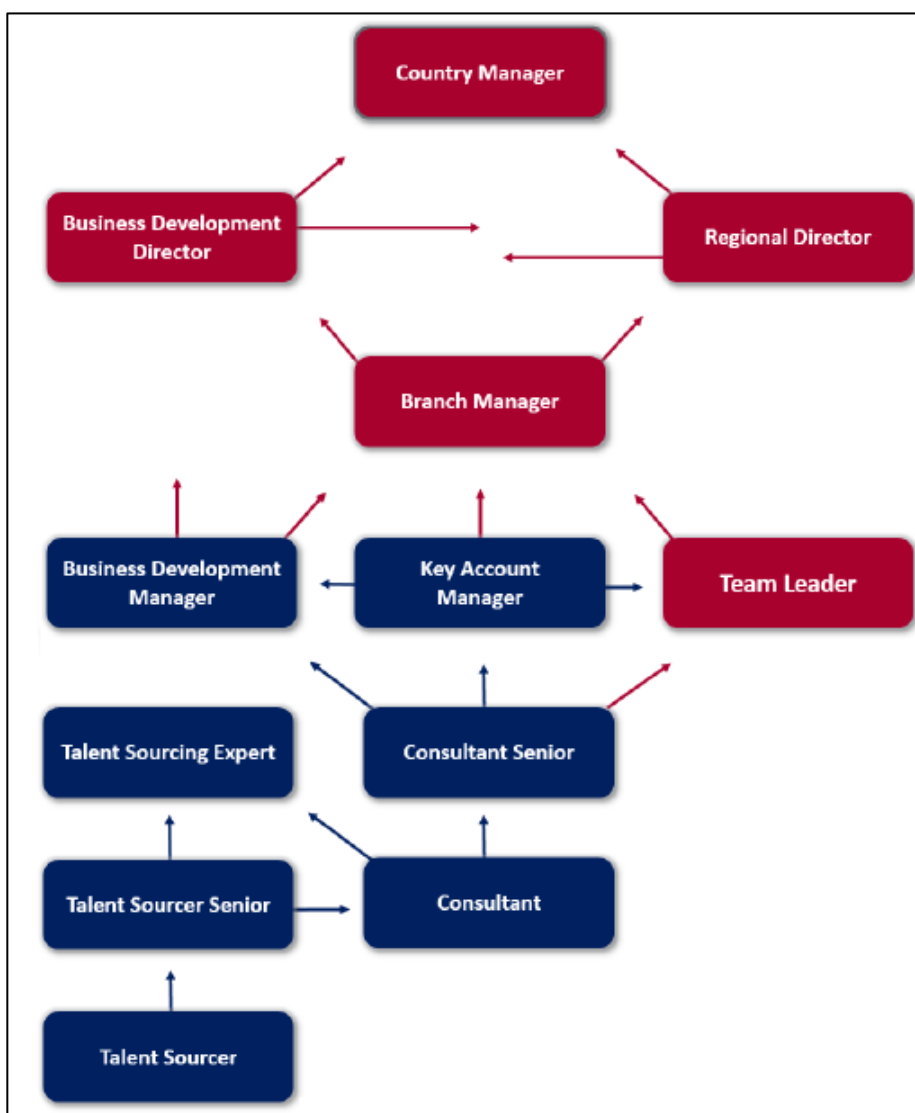 Country Manager
Business Development
Director
Regional Director
Branch Manager
Business Development
Manager
Key Account
Manager
Team Leader
Talent Sourcing Expert
Consultant Senior
Talent Sourcer Senior
Consultant
Talent Sourcer